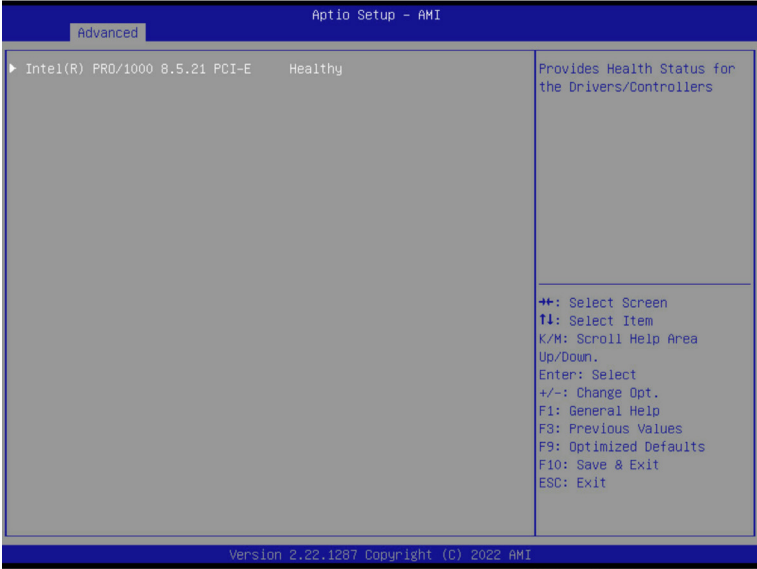 Aptio Setup - AMI
Advanced
▶ Intel(R) PRO/1000 8.5.21 PCI-E Healthy
Provides Health Status for
the Drivers/Controllers
→←: Select Screen
↑↓: Select Item
K/M: Scroll Help Area
Up/Down.
Enter: Select
+/-: Change Opt.
F1: General Help
F3: Previous Values
F9: Optimized Defaults
F10: Save & Exit
ESC: Exit
Version 2.22.1287 Copyright (C) 2022 AMI